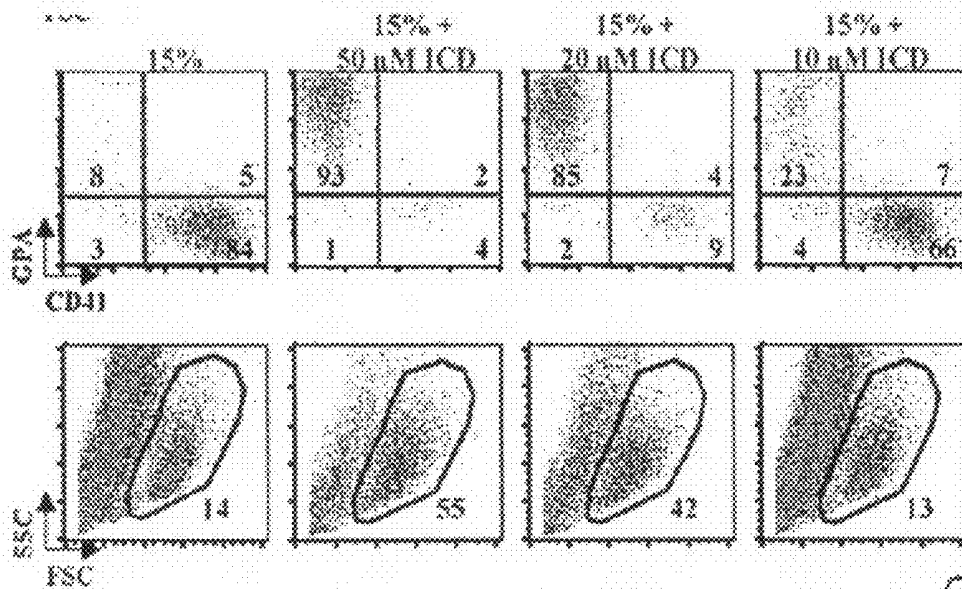 15% + 15% + 15% +
15% 50 nM ICD 20 nM ICD 10 nM ICD
8 5 93 2 85 4 23 7
3 84 1 4 2 9 4 66
GPA
CD41
14 55 42 13
SSC
FSC